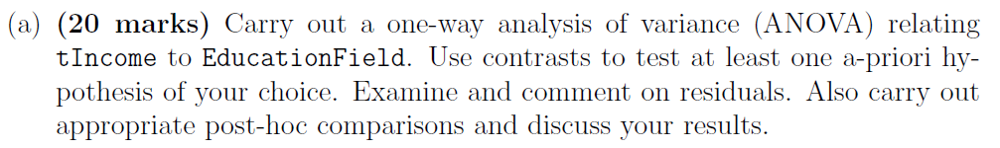 (a) (20 marks) Carry out a one-way analysis of variance (ANOVA) relating
tIncome to EducationField. Use contrasts to test at least one a-priori hy-
pothesis of your choice. Examine and comment on residuals. Also carry out
appropriate post-hoc comparisons and discuss your results.